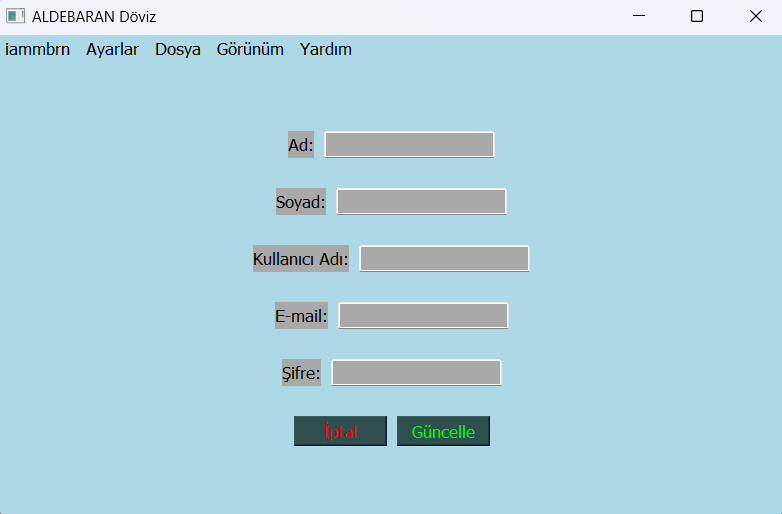 ALDEBARAN Döviz
iammbrn Ayarlar Dosya Görünüm Yardım
Ad:
Soyad:
Kullanıcı Adı:
E-mail:
Şifre:
İptal Güncelle